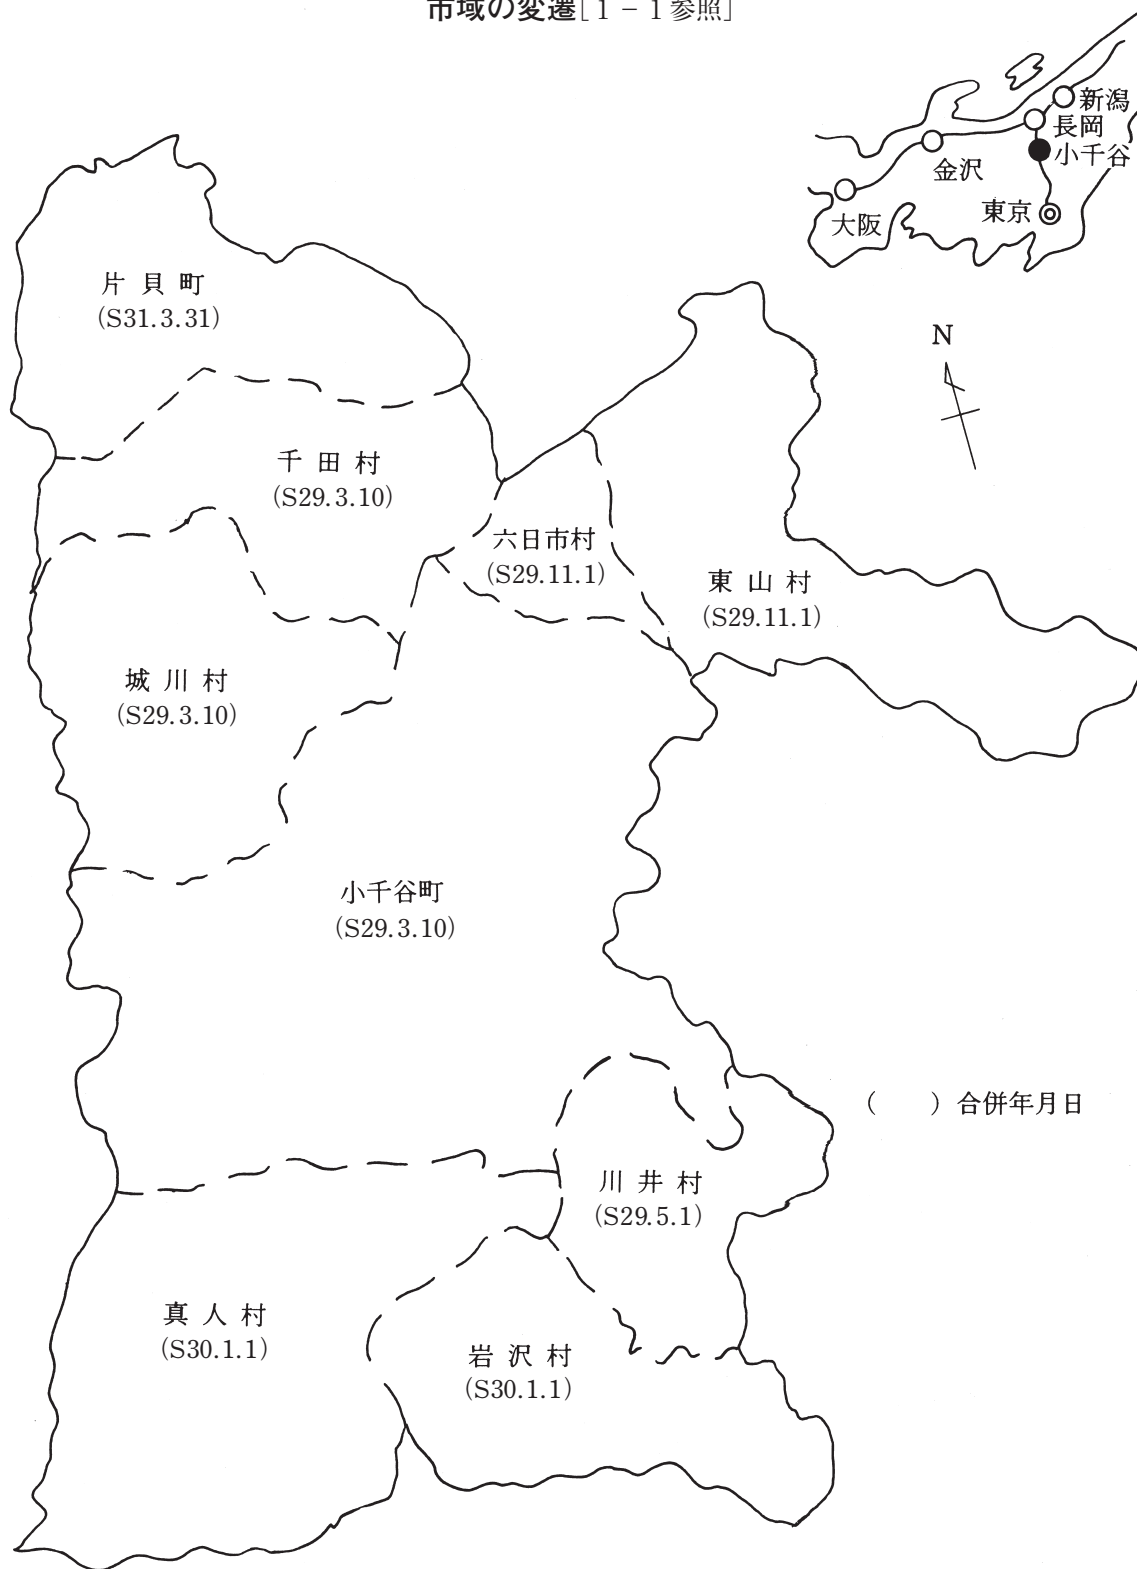 市域の変遷[1－1参照]
新潟
長岡
小千谷
金沢
大阪
東京
N
片貝町
(S31.3.31)
千田村
(S29.3.10)
六日市村
(S29.11.1)
東山村
(S29.11.1)
城川村
(S29.3.10)
小千谷町
(S29.3.10)
(　　)合併年月日
川井村
(S29.5.1)
真人村
(S30.1.1)
岩沢村
(S30.1.1)